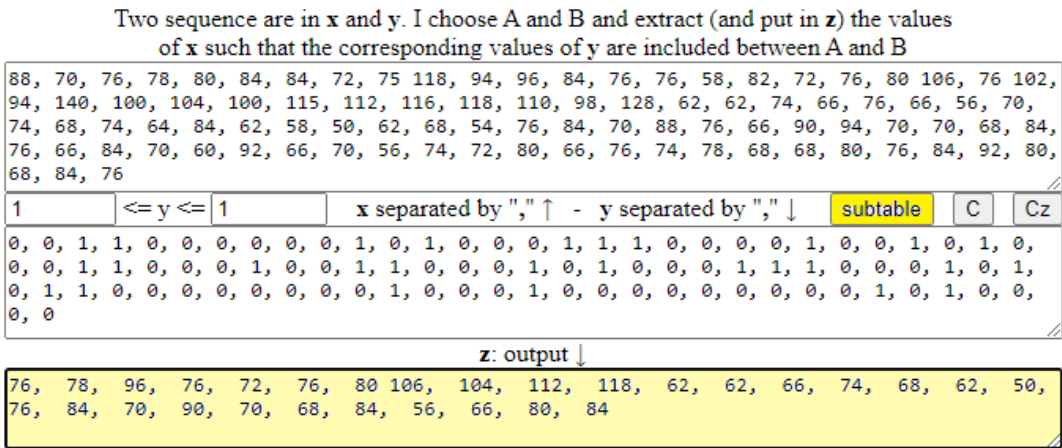 Two sequence are in x and y. I choose A and B and extract (and put in z) the values
of x such that the corresponding values of y are included between A and B
88, 70, 76, 78, 80, 84, 84, 72, 75 118, 94, 96, 84, 76, 76, 58, 82, 72, 76, 80 106, 76 102,
94, 140, 100, 104, 100, 115, 112, 116, 118, 110, 98, 128, 62, 62, 74, 66, 76, 66, 56, 70,
74, 68, 74, 64, 84, 62, 58, 50, 62, 68, 54, 76, 84, 70, 88, 76, 66, 90, 94, 70, 70, 68, 84,
76, 66, 84, 70, 60, 92, 66, 70, 56, 74, 72, 80, 66, 76, 74, 78, 68, 68, 80, 76, 84, 92, 80,
68, 84, 76
1 <= y <= 1 x separated by "," ↑ - y separated by "," ↓ subtable C Cz
0, 0, 1, 1, 0, 0, 0, 0, 0, 0, 1, 0, 1, 0, 0, 0, 1, 1, 1, 0, 0, 0, 0, 1, 0, 0, 1, 0, 1, 0,
0, 0, 1, 1, 0, 0, 0, 1, 0, 0, 1, 1, 0, 0, 0, 1, 0, 1, 0, 0, 0, 1, 1, 1, 0, 0, 0, 1, 0, 1,
0, 1, 1, 0, 0, 0, 0, 0, 0, 0, 0, 1, 0, 0, 0, 1, 0, 0, 0, 0, 0, 0, 0, 0, 0, 1, 0, 1, 0, 0,
0, 0
z: output ↓
76, 78, 96, 76, 72, 76, 80 106, 104, 112, 118, 62, 62, 66, 74, 68, 62, 50,
76, 84, 70, 90, 70, 68, 84, 56, 66, 80, 84